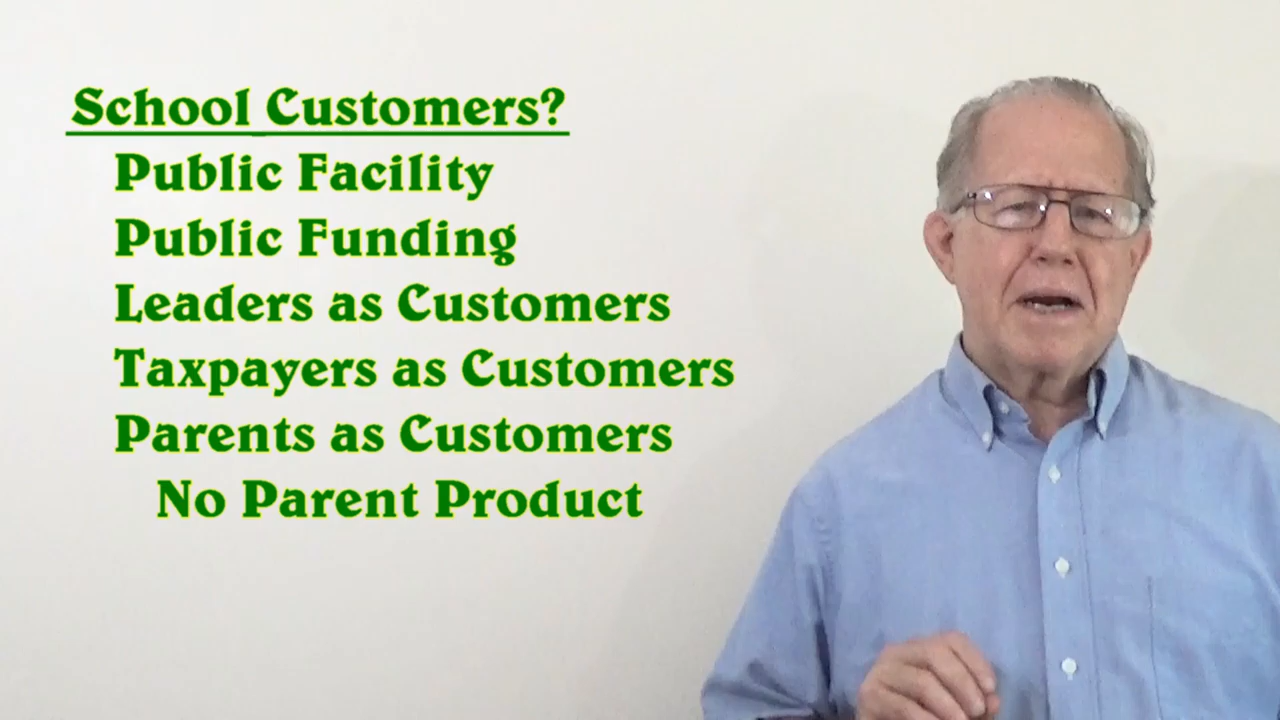 School Customers?
Public Facility
Public Funding
Leaders as Customers
Taxpayers as Customers
Parents as Customers
No Parent Product